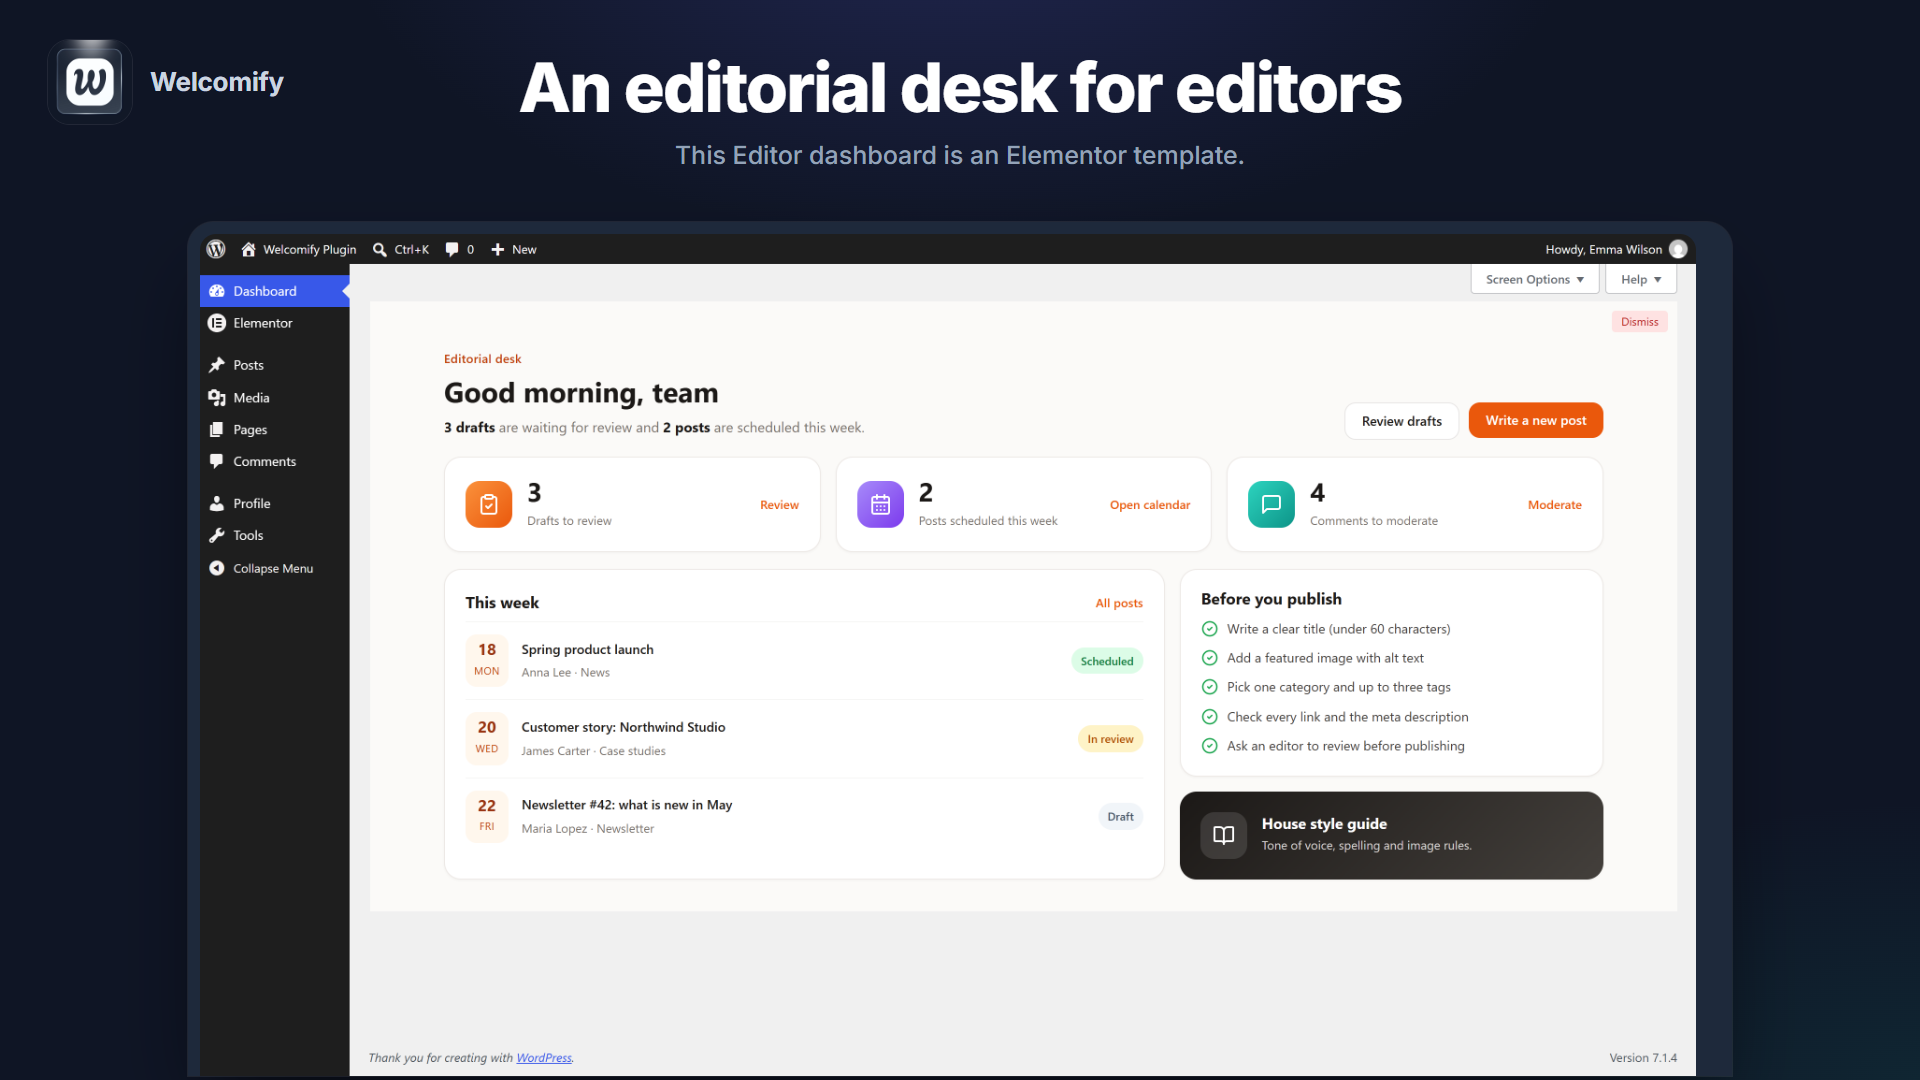 Welcomify
An editorial desk for editors
This Editor dashboard is an Elementor template.
Welcomify Plugin
Ctrl+K
0
New
Howdy, Emma Wilson
Dashboard
Elementor
Posts
Media
Pages
Comments
Profile
Tools
Collapse Menu
Screen Options
Help
Dismiss
Editorial desk
Good morning, team
3 drafts are waiting for review and 2 posts are scheduled this week.
Review drafts
Write a new post
3
Drafts to review
Review
2
Posts scheduled this week
Open calendar
4
Comments to moderate
Moderate
This week
All posts
18
MON
Spring product launch
Anna Lee · News
Scheduled
20
WED
Customer story: Northwind Studio
James Carter · Case studies
In review
22
FRI
Newsletter #42: what is new in May
Maria Lopez · Newsletter
Draft
Before you publish
Write a clear title (under 60 characters)
Add a featured image with alt text
Pick one category and up to three tags
Check every link and the meta description
Ask an editor to review before publishing
House style guide
Tone of voice, spelling and image rules.
Thank you for creating with WordPress.
Version 7.1.4